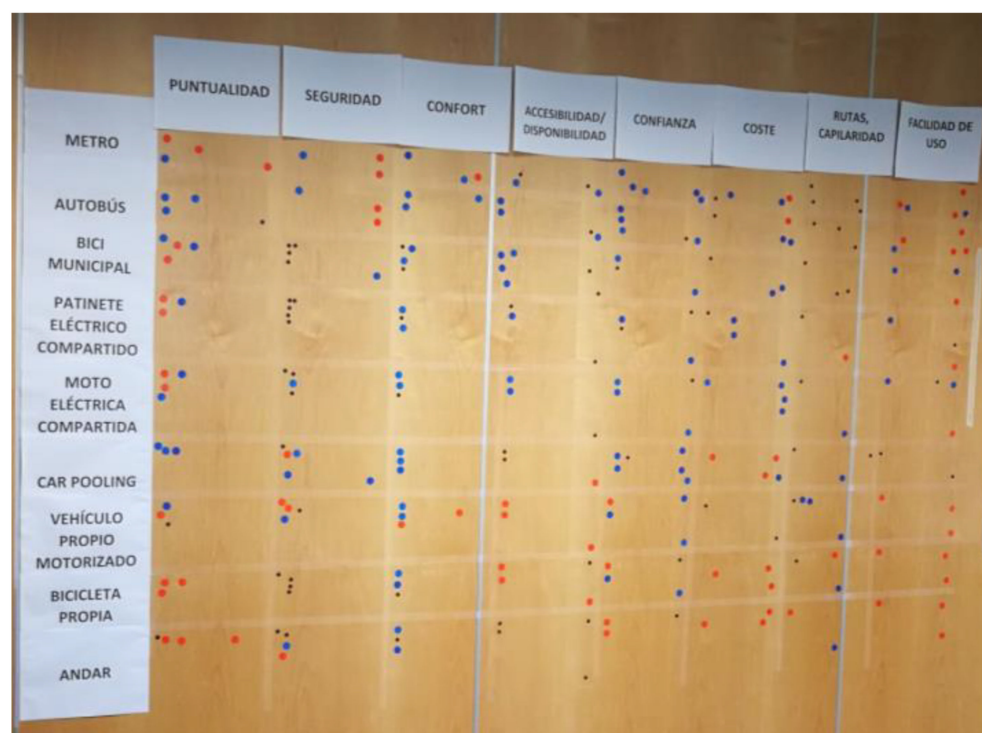 PUNTUALIDAD
SEGURIDAD
CONFORT
ACCESIBILIDAD/
DISPONIBILIDAD
CONFIANZA
COSTE
RUTAS,
CAPILARIDAD
FACILIDAD DE
USO
METRO
AUTOBÚS
BICI
MUNICIPAL
PATINETE
ELÉCTRICO
COMPARTIDO
MOTO
ELÉCTRICA
COMPARTIDA
CAR POOLING
VEHÍCULO
PROPIO
MOTORIZADO
BICICLETA
PROPIA
ANDAR